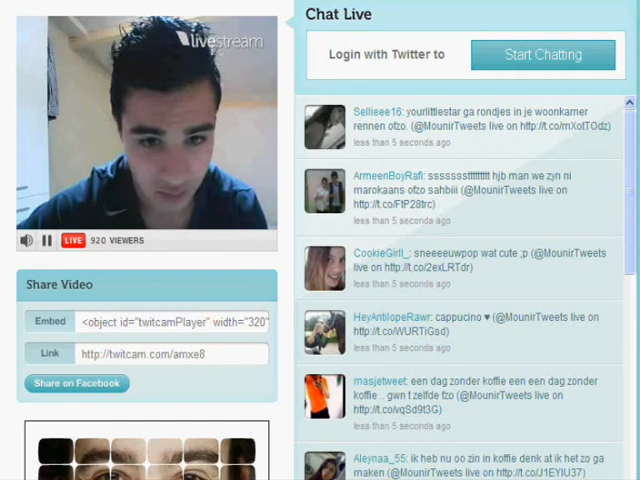 livestream
LIVE 920 VIEWERS
Share Video
Embed <object id="twitcamPlayer" width="320"
Link http://twitcam.com/amxe8
Share on Facebook
Chat Live
Login with Twitter to Start Chatting
Sellieee16: yourlittlestar ga rondjes in je woonkamer
rennen ofzo. (@MounirTweets live on http://t.co/mXotTOdz)
less than 5 seconds ago
ArmeenBoyRafi: ssssssstttttttttt hjb man we zyn ni
marokaans ofzo sahbiii (@MounirTweets live on
http://t.co/FtP28trc)
less than 5 seconds ago
CookieGirll_: sneeeeuwpop wat cute ;p (@MounirTweets
live on http://t.co/2exLRTdr)
less than 5 seconds ago
HeyAntilopeRawr: cappucino ♥ (@MounirTweets live on
http://t.co/WURTiGsd)
less than 5 seconds ago
masjetweet: een dag zonder koffie een een dag zonder
koffie .. gwn t zelfde fzo (@MounirTweets live on
http://t.co/vqSd9t3G)
less than 5 seconds ago
Aleynaa_55: ik heb nu oo zin in koffie denk at ik het zo ga
maken (@MounirTweets live on http://t.co/J1EYIU37)